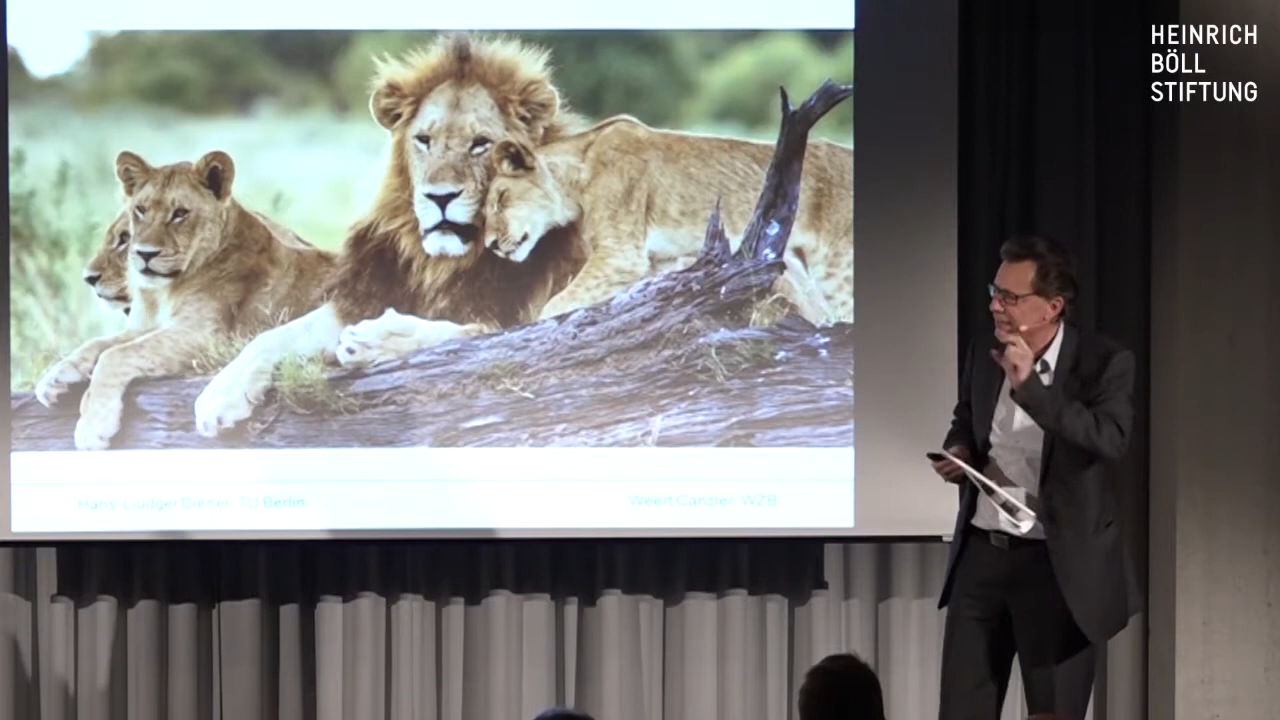 HEINRICH
BÖLL
STIFTUNG
Hans-Liudger Dienel, TU Berlin
Weert Canzler, WZB